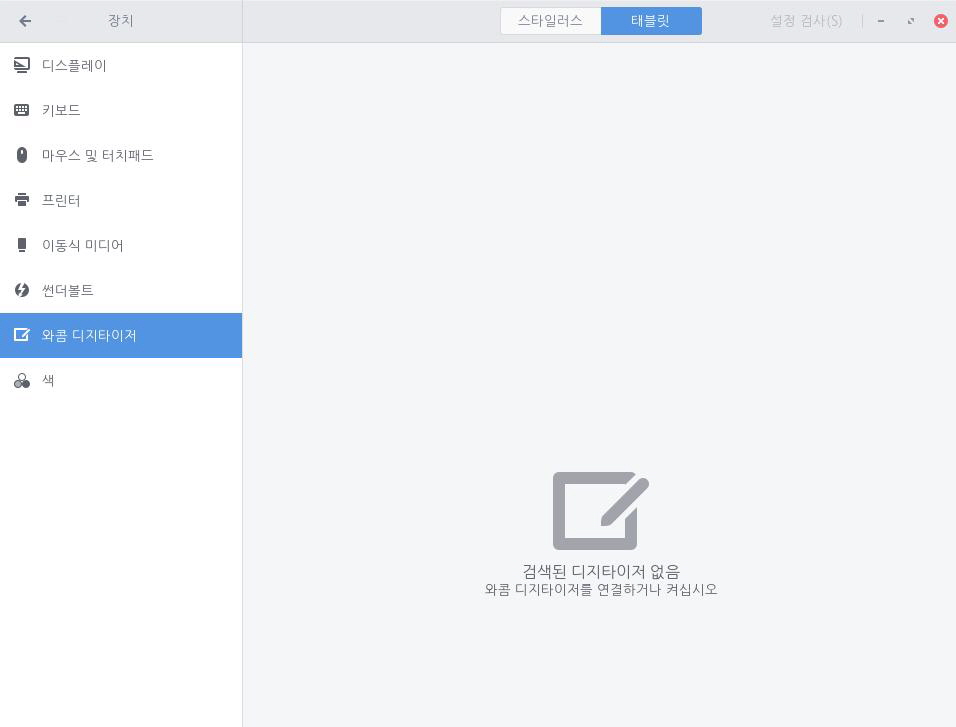 장치
스타일러스
태블릿
설정 검사(S)
디스플레이
키보드
마우스 및 터치패드
프린터
이동식 미디어
썬더볼트
와콤 디지타이저
색
검색된 디지타이저 없음
와콤 디지타이저를 연결하거나 켜십시오